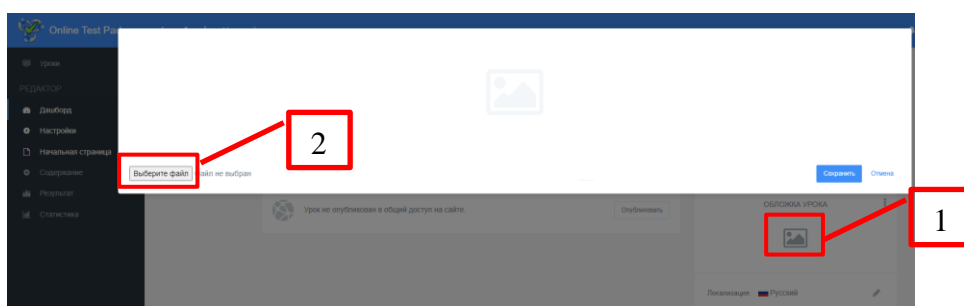 Online Test Pad
Уроки
РЕДАКТОР
Дашборд
Настройки
Начальная страница
Содержание
Результат
Статистика
2
Выберите файл
файл не выбран
Сохранить
Отмена
Урок не опубликован в общий доступ на сайте.
Опубликовать
ОБЛОЖКА УРОКА
1
Локализация:
Русский